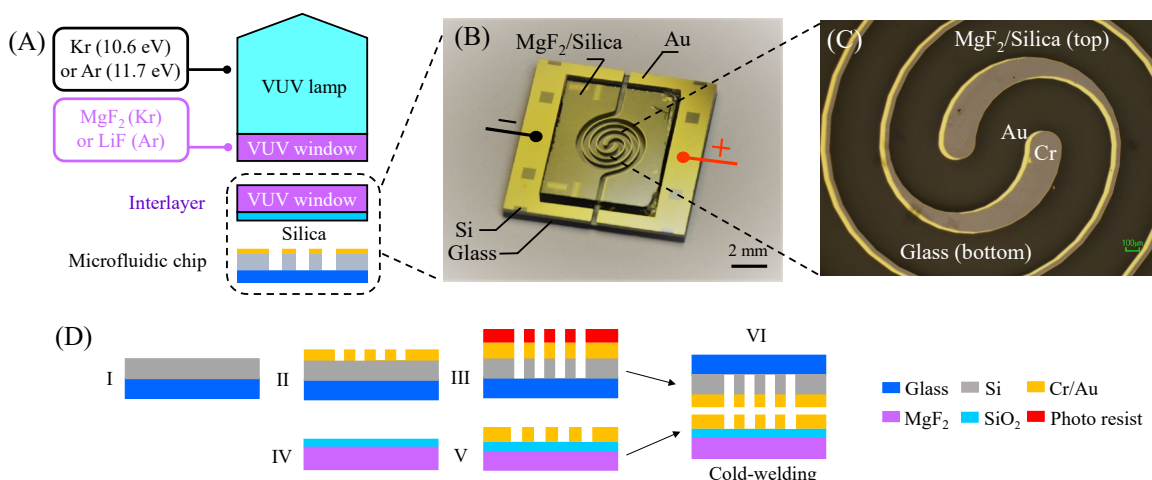 (A)
Kr (10.6 eV)
or Ar (11.7 eV)
MgF₂ (Kr)
or LiF (Ar)
VUV lamp
VUV window
Interlayer
VUV window
Silica
Microfluidic chip
(B)
MgF₂/Silica
Au
−
+
Si
Glass
2 mm
(C)
MgF₂/Silica (top)
Au
Cr
Glass (bottom)
100μm
(D)
I
II
III
IV
V
VI
Cold-welding
Glass
Si
Cr/Au
MgF₂
SiO₂
Photo resist